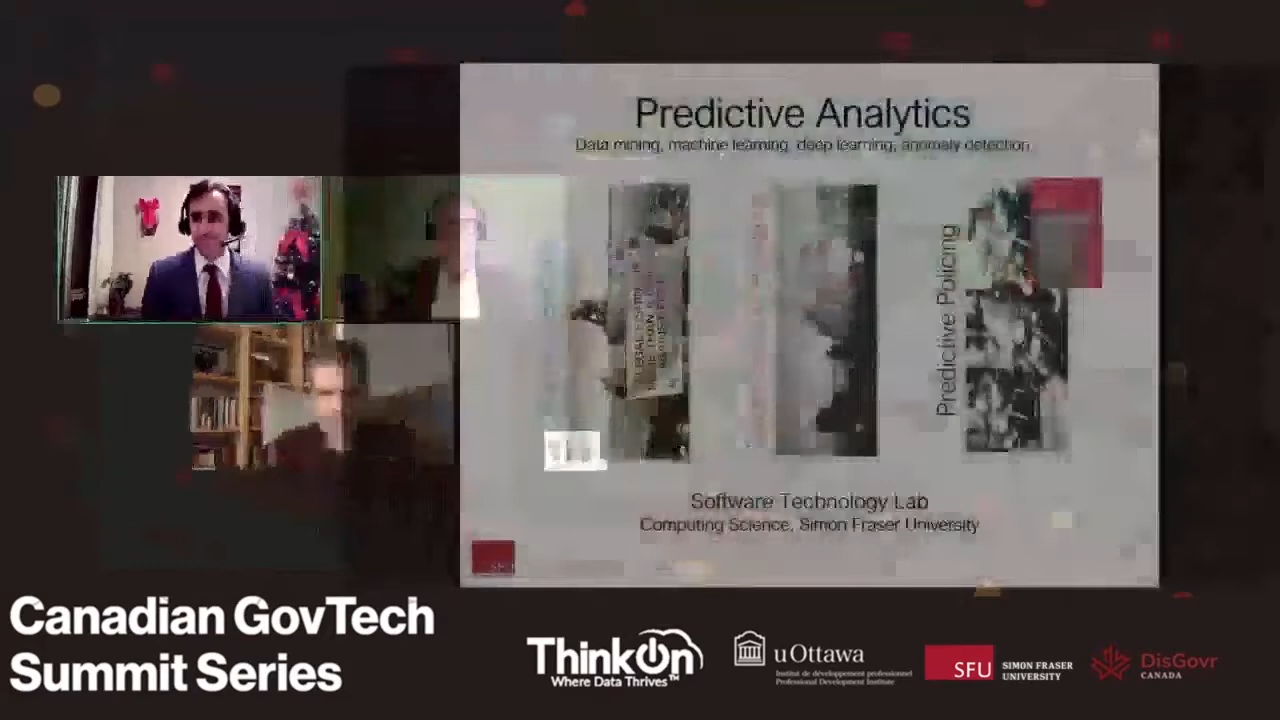 Predictive Analytics
Data mining, machine learning, deep learning, anomaly detection
Predictive Policing
Software Technology Lab
Computing Science, Simon Fraser University
SFU
Canadian GovTech
Summit Series
ThinkOn
Where Data Thrives™
uOttawa
Institut de développement professionnel
Professional Development Institute
SFU
SIMON FRASER
UNIVERSITY
DisGovr
CANADA